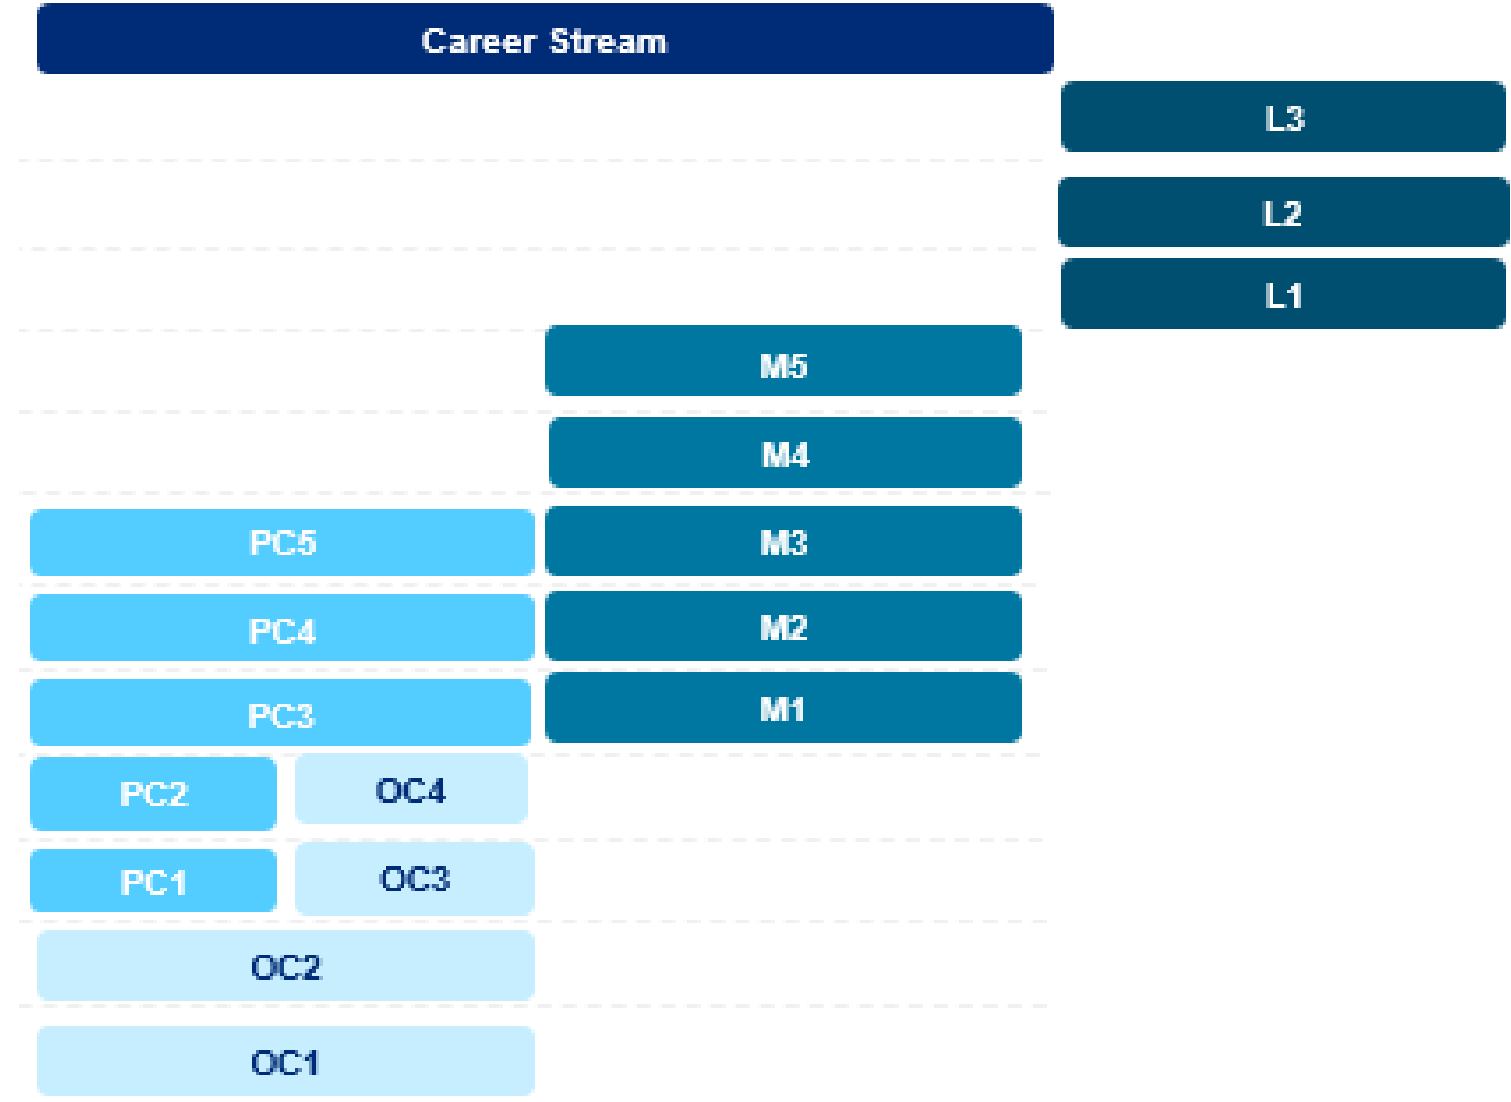 Career Stream
L3
L2
L1
M5
M4
PC5
M3
PC4
M2
PC3
M1
PC2
OC4
PC1
OC3
OC2
OC1